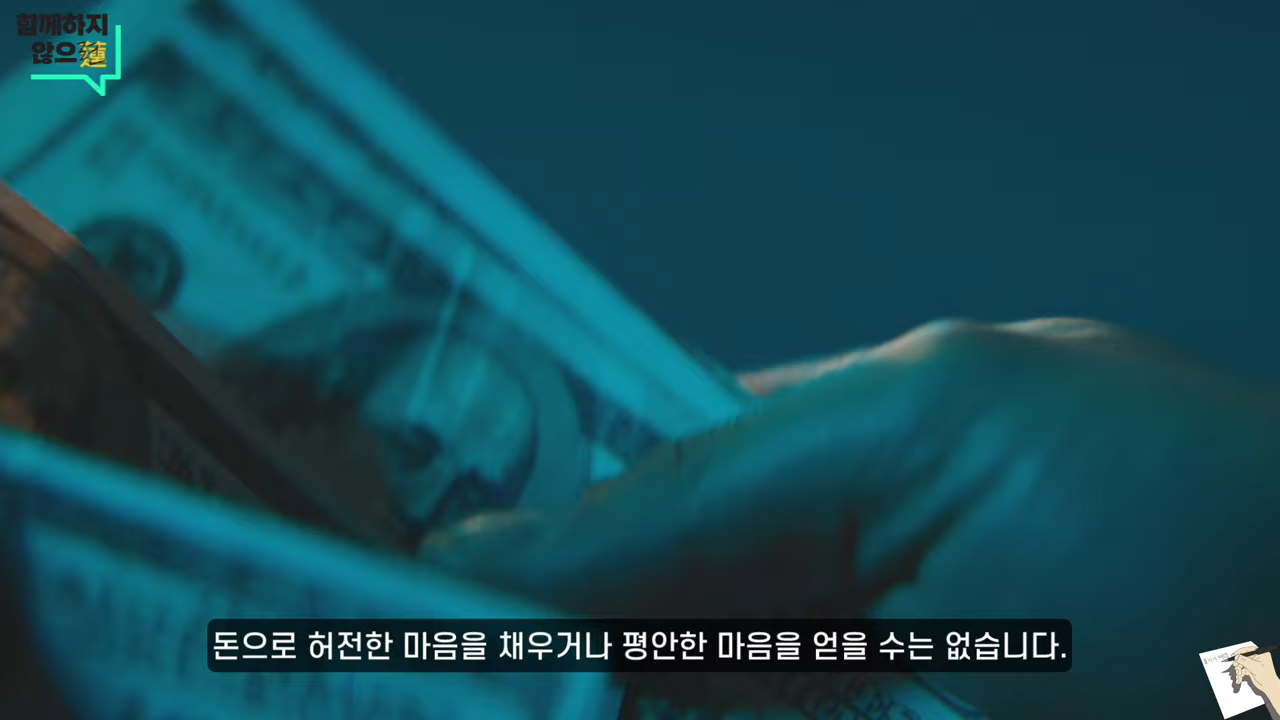 함께하지
않으蓮
돈으로 허전한 마음을 채우거나 평안한 마음을 얻을 수는 없습니다.